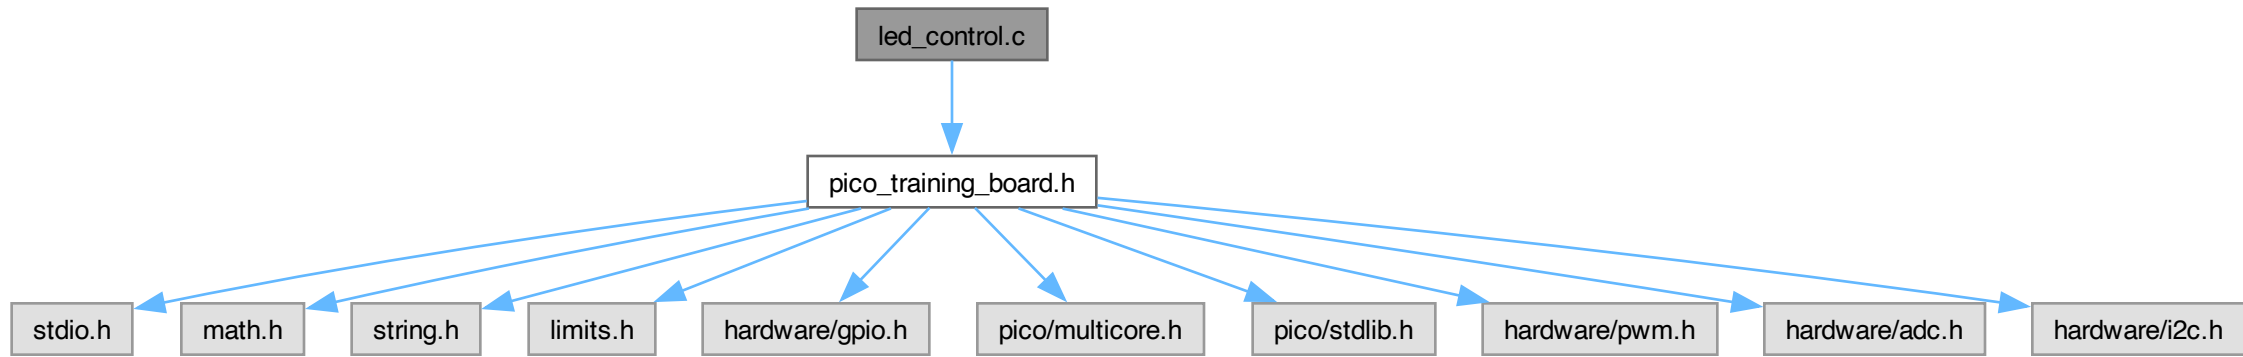 led_control.c
pico_training_board.h
stdio.h
math.h
string.h
limits.h
hardware/gpio.h
pico/multicore.h
pico/stdlib.h
hardware/pwm.h
hardware/adc.h
hardware/i2c.h